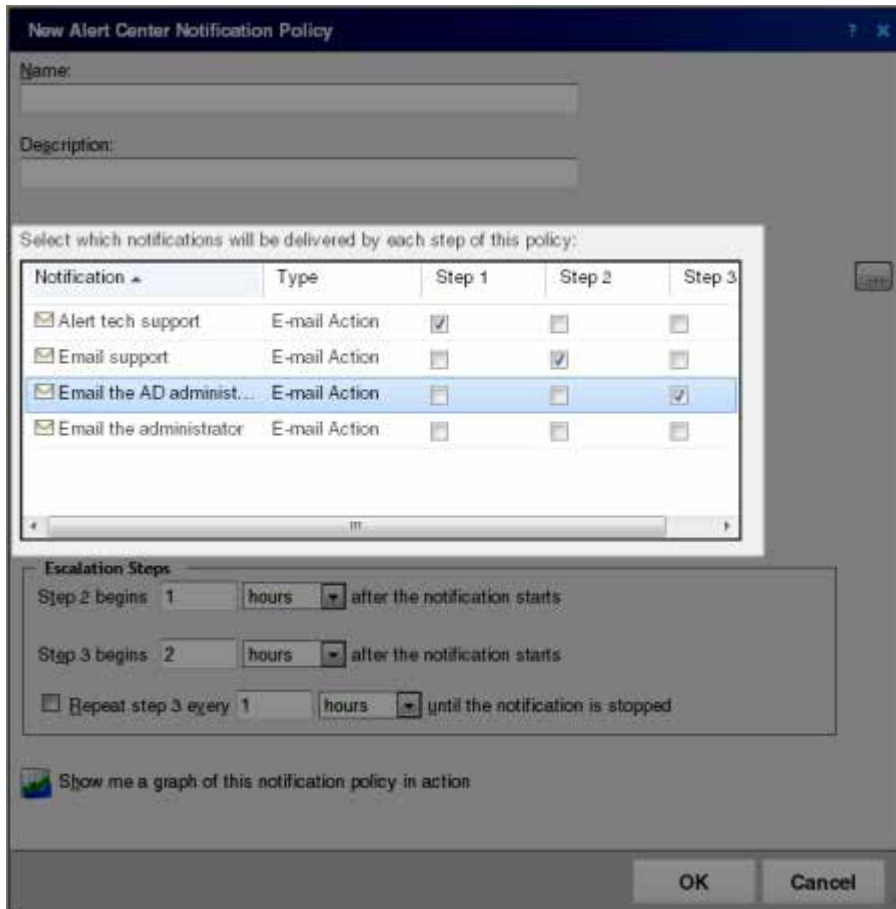 New Alert Center Notification Policy ? ×
Name:
Description:
Select which notifications will be delivered by each step of this policy:
Notification Type Step 1 Step 2 Step 3
Alert tech support E-mail Action
Email support E-mail Action
Email the AD administ... E-mail Action
Email the administrator E-mail Action
Escalation Steps
Step 2 begins 1 hours after the notification starts
Step 3 begins 2 hours after the notification starts
Repeat step 3 every 1 hours until the notification is stopped
Show me a graph of this notification policy in action
OK Cancel